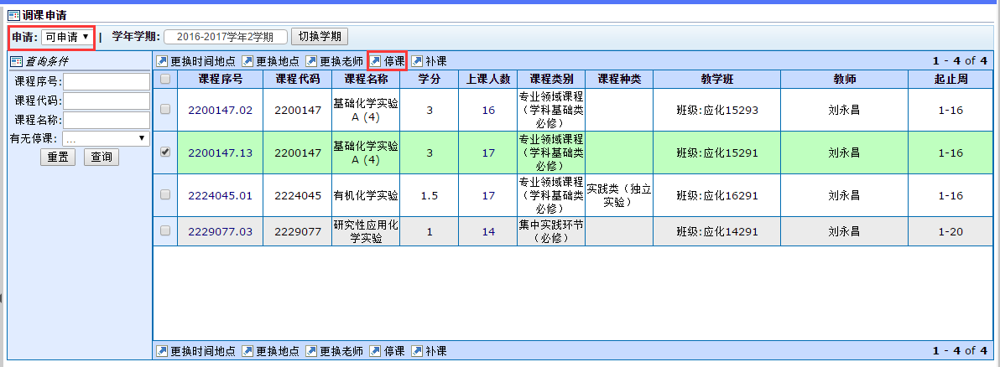 调课申请
申请: 可申请 | 学年学期: 2016-2017学年2学期 切换学期
查询条件
课程序号:
课程代码:
课程名称:
有无停课: ...
重置 查询
更换时间地点 更换地点 更换老师 停课 补课 1 - 4 of 4
课程序号 课程代码 课程名称 学分 上课人数 课程类别 课程种类 教学班 教师 起止周
2200147.02 2200147 基础化学实验A (4) 3 16 专业领域课程（学科基础类必修） 班级:应化15293 刘永昌 1-16
2200147.13 2200147 基础化学实验A (4) 3 17 专业领域课程（学科基础类必修） 班级:应化15291 刘永昌 1-16
2224045.01 2224045 有机化学实验 1.5 17 专业领域课程（学科基础类必修） 实践类（独立实验） 班级:应化16291 刘永昌 1-16
2229077.03 2229077 研究性应用化学实验 1 14 集中实践环节（必修） 班级:应化14291 刘永昌 1-20
更换时间地点 更换地点 更换老师 停课 补课 1 - 4 of 4